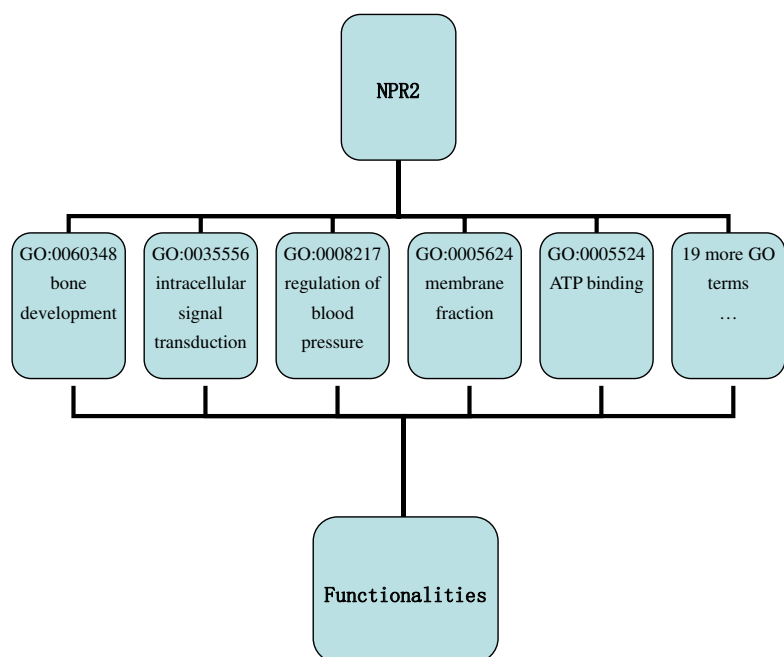 NPR2
GO:0060348
bone
development
GO:0035556
intracellular
signal
transduction
GO:0008217
regulation of
blood
pressure
GO:0005624
membrane
fraction
GO:0005524
ATP binding
19 more GO
terms
…
Functionalities